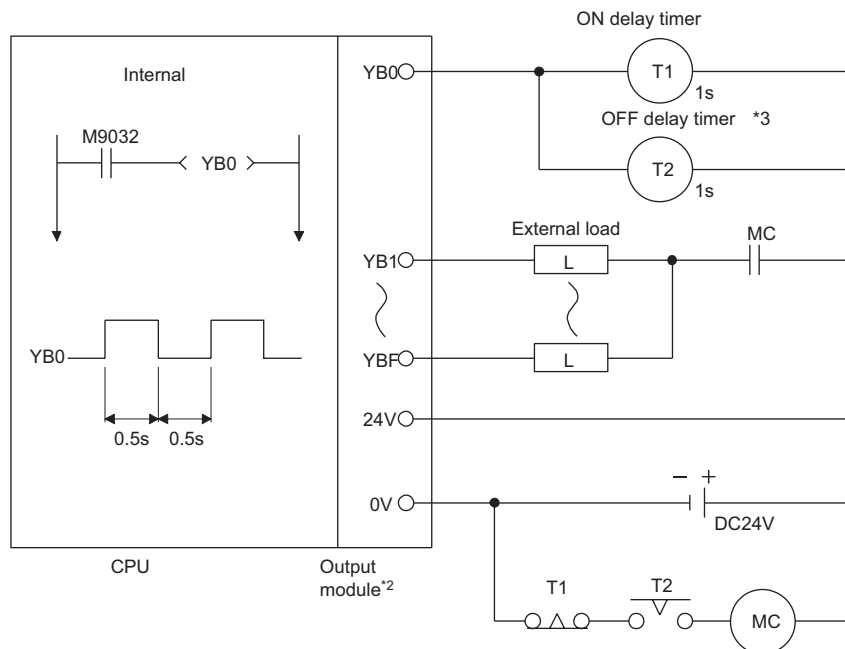 ON delay timer
Internal
YB0
T1
1s
M9032
YB0
OFF delay timer *3
T2
1s
External load
MC
YB1
L
YB0
YBF
L
0.5s
0.5s
24V
− +
0V
DC24V
CPU
Output
module*2
T1
T2
MC